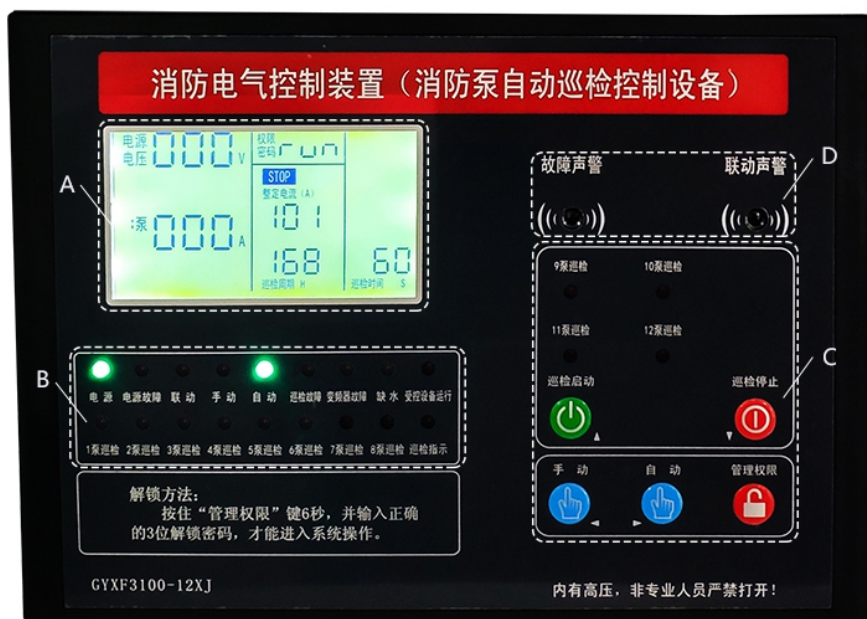 消防电气控制装置（消防泵自动巡检控制设备）
A
电源
电压 000 V
权限
密码 run
STOP
整定电流（A）
101
:泵 000 A
168
巡检周期 H
60
巡检时间 S
故障声警 联动声警
D
9泵巡检 10泵巡检
11泵巡检 12泵巡检
巡检启动 巡检停止
C
B
电源 电源故障 联动 手动 自动 巡检故障 变频器故障 缺水 受控设备运行
1泵巡检 2泵巡检 3泵巡检 4泵巡检 5泵巡检 6泵巡检 7泵巡检 8泵巡检 巡检指示
手动 自动 管理权限
解锁方法：
按住“管理权限”键6秒，并输入正确
的3位解锁密码，才能进入系统操作。
GYXF3100-12XJ
内有高压，非专业人员严禁打开！